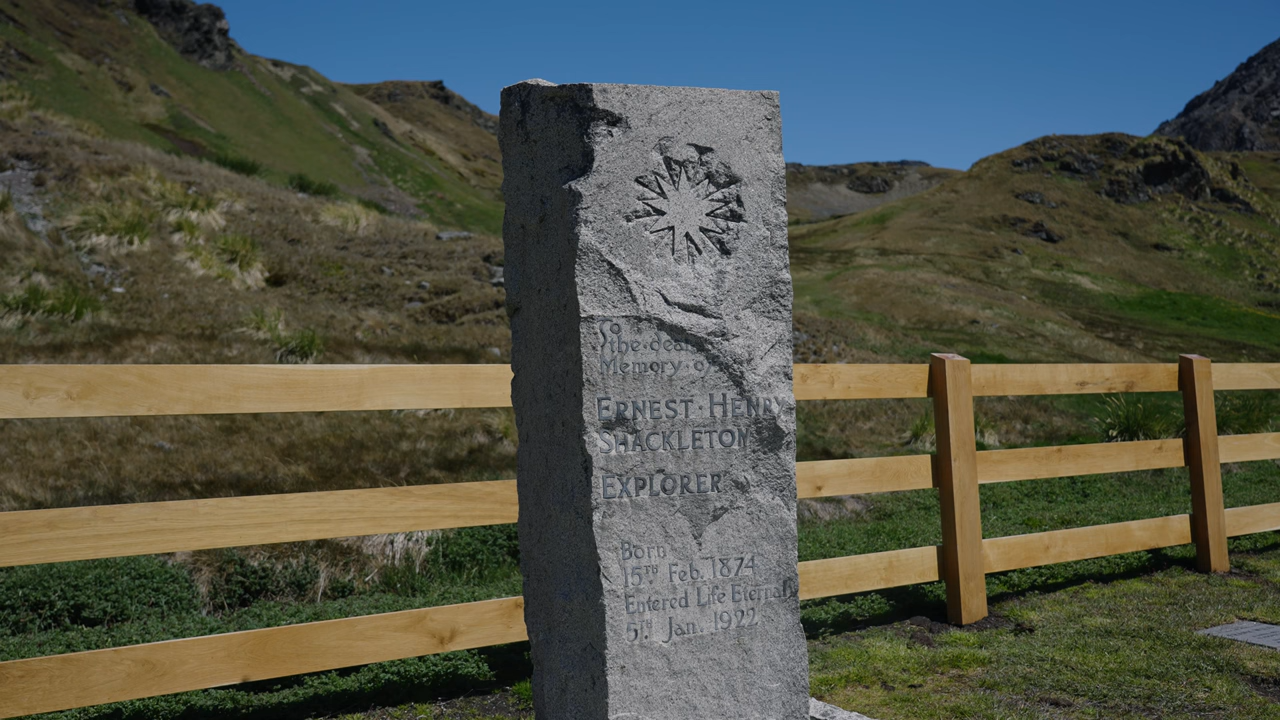 To
the·dear
Memory·of
ERNEST·HENRY
SHACKLETON
EXPLORER
Born
15TH Feb. 1874
Entered Life Eternal
5TH Jan. 1922